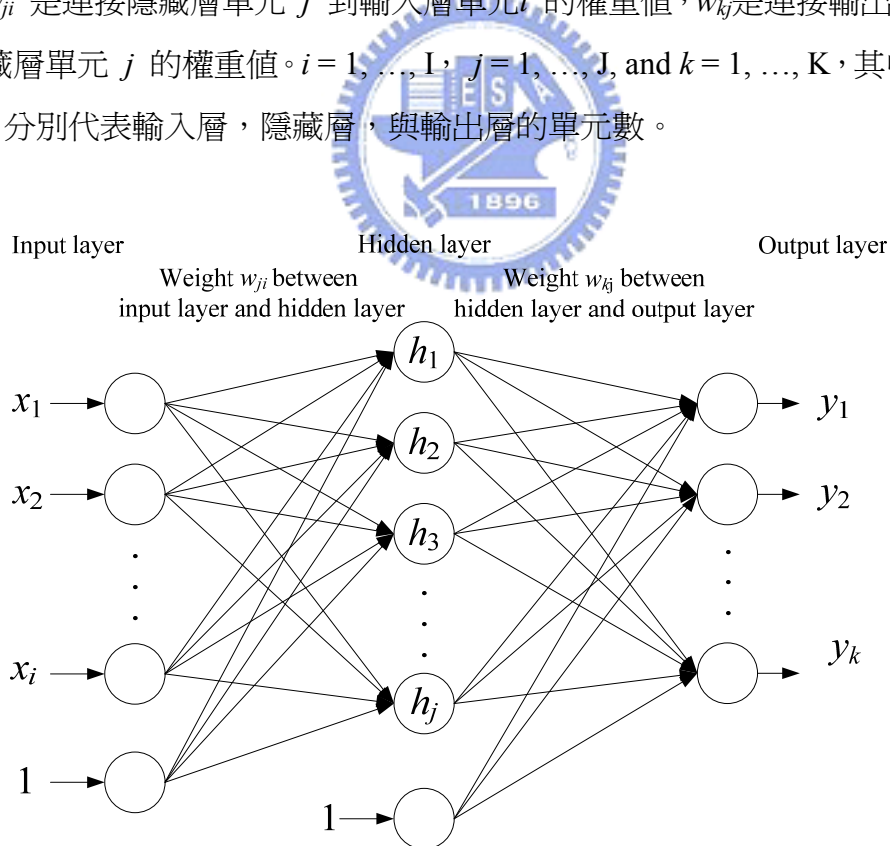 ji 是連接隱藏層單元 j 到輸入層單元i 的權重值，wkj是連接輸出
藏層單元 j 的權重值。i = 1, …, I， j = 1, …, J, and k = 1, …, K，其
分別代表輸入層，隱藏層，與輸出層的單元數。
ES A
1896
Input layer
Hidden layer
Output layer
Weight wji between
input layer and hidden layer
Weight wkj between
hidden layer and output layer
h1
x1
y1
h2
x2
y2
h3
xi
yk
hj
1
1